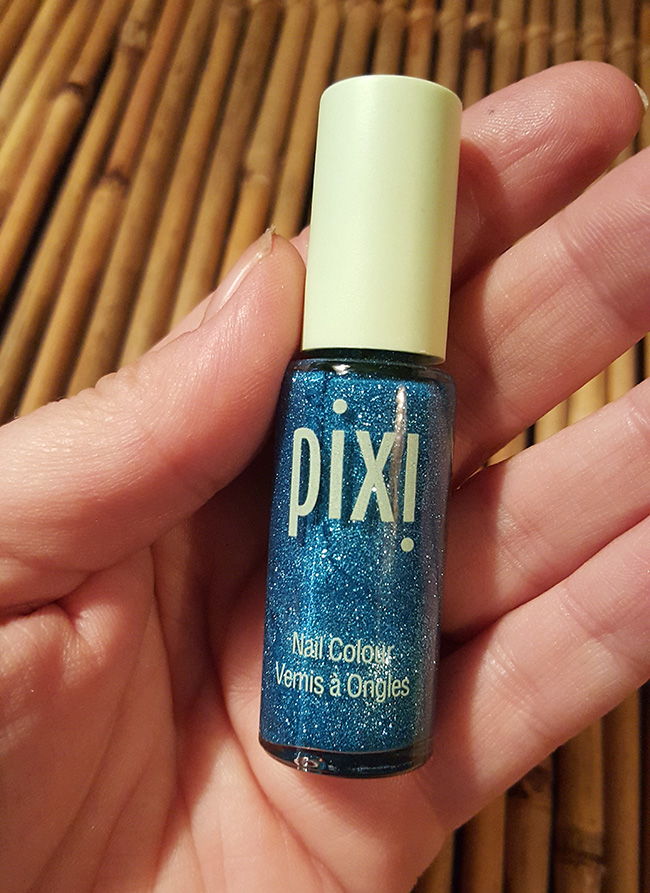 pixi
Nail Colour
Vernis à Ongles